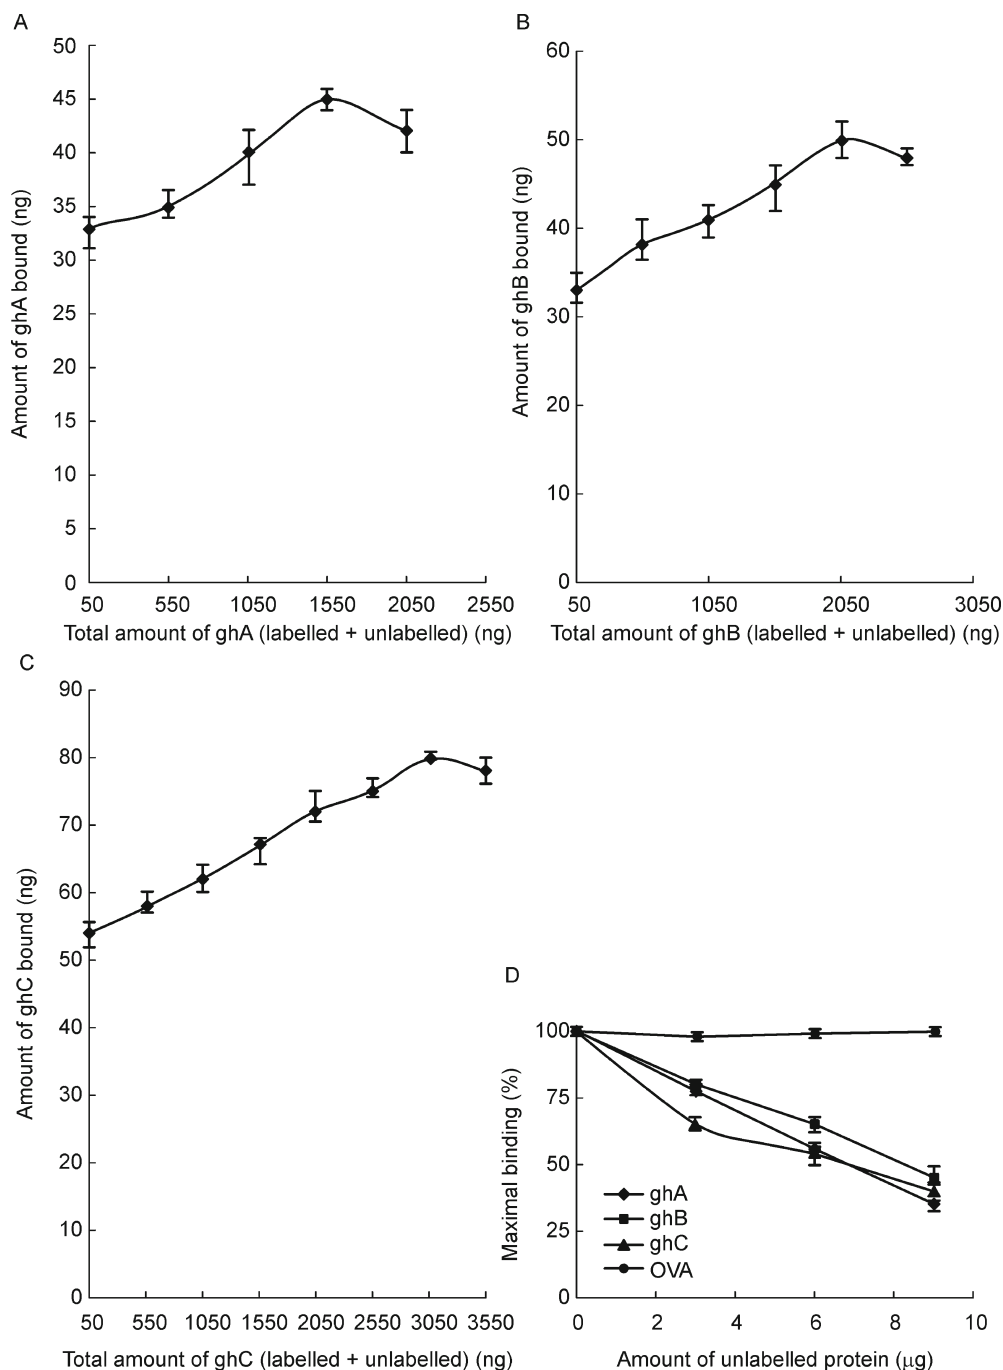 A
50
45
40
35
30
25
20
15
10
5
0
Amount of ghA bound (ng)
50 550 1050 1550 2050 2550
Total amount of ghA (labelled + unlabelled) (ng)
B
60
50
40
30
20
10
0
Amount of ghB bound (ng)
50 1050 2050 3050
Total amount of ghB (labelled + unlabelled) (ng)
C
90
80
70
60
50
40
30
20
10
0
Amount of ghC bound (ng)
50 550 1050 1550 2050 2550 3050 3550
Total amount of ghC (labelled + unlabelled) (ng)
D
100
75
50
25
0
Maximal binding (%)
ghA
ghB
ghC
OVA
0 2 4 6 8 10
Amount of unlabelled protein (μg)